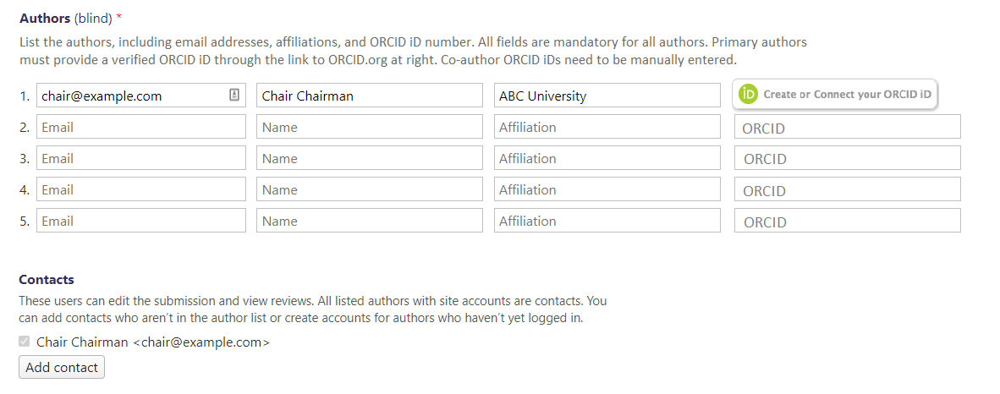 Authors (blind) *
List the authors, including email addresses, affiliations, and ORCID iD number. All fields are mandatory for all authors. Primary authors
must provide a verified ORCID iD through the link to ORCID.org at right. Co-author ORCID iDs need to be manually entered.
1. chair@example.com Chair Chairman ABC University iD Create or Connect your ORCID iD
2. Email Name Affiliation ORCID
3. Email Name Affiliation ORCID
4. Email Name Affiliation ORCID
5. Email Name Affiliation ORCID
Contacts
These users can edit the submission and view reviews. All listed authors with site accounts are contacts. You
can add contacts who aren't in the author list or create accounts for authors who haven't yet logged in.
Chair Chairman <chair@example.com>
Add contact